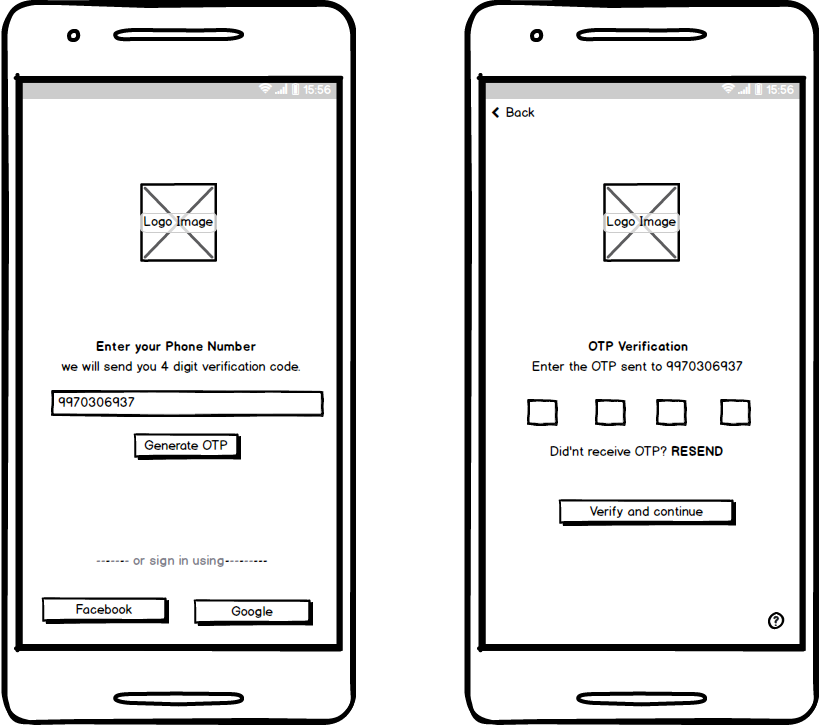 15:56
Logo Image
Enter your Phone Number
we will send you 4 digit verification code.
9970306937
Generate OTP
------- or sign in using---------
Facebook
Google
15:56
Back
Logo Image
OTP Verification
Enter the OTP sent to 9970306937
Did'nt receive OTP? RESEND
Verify and continue
?